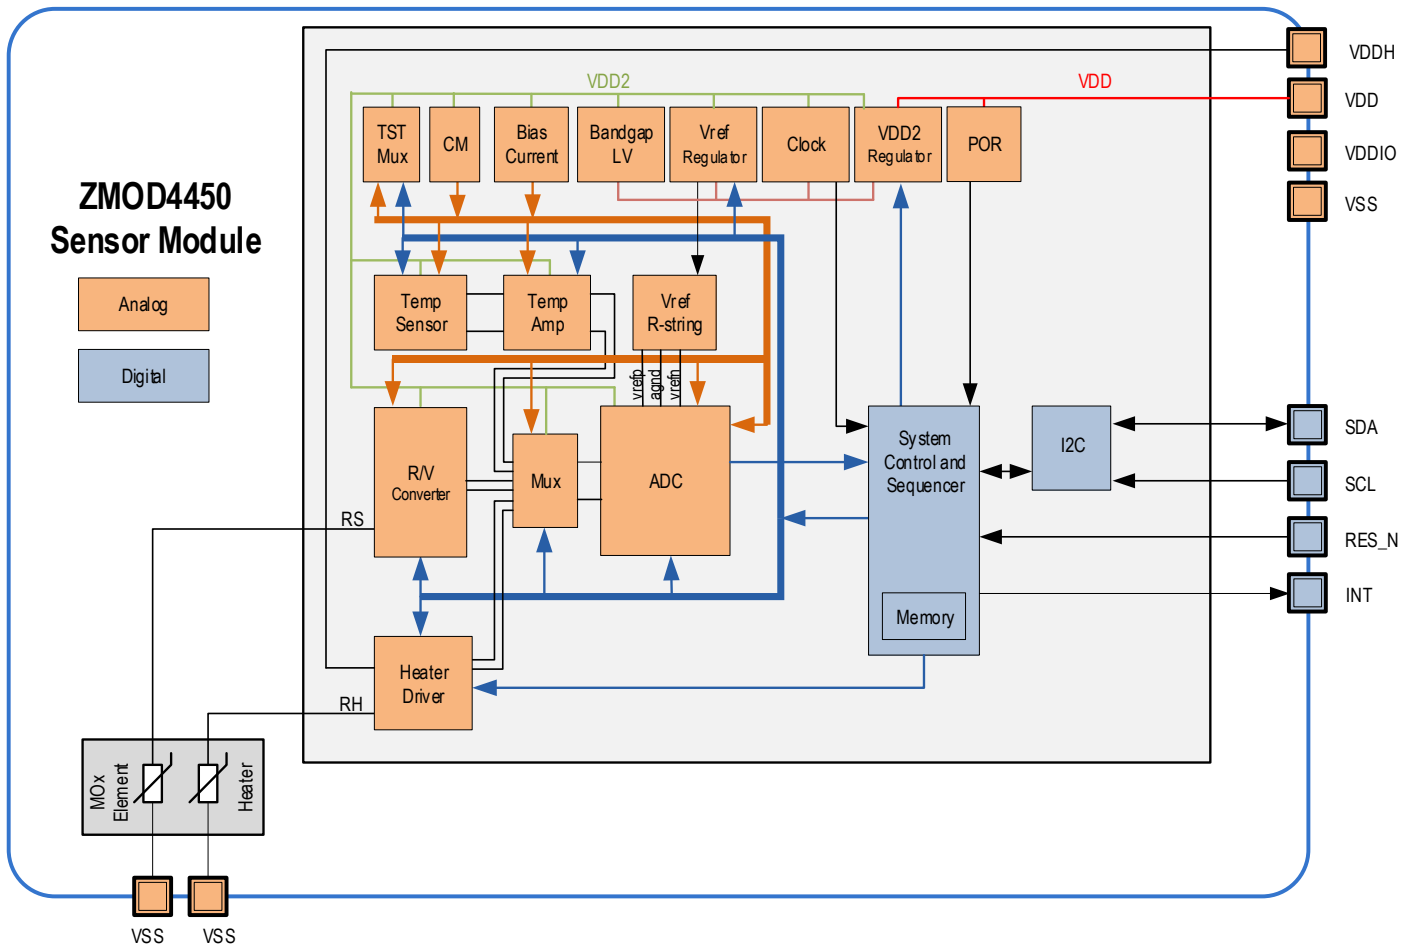 VDDH
VDD2
VDD
VDD
TST
Mux
CM
Bias
Current
Bandgap
LV
Vref
Regulator
Clock
VDD2
Regulator
POR
VDDIO
VSS
ZMOD4450
Sensor Module
Analog
Digital
Temp
Sensor
Temp
Amp
Vref
R-string
vrefp
agnd
vrefn
R/V
Converter
Mux
ADC
System
Control and
Sequencer
Memory
I2C
SDA
SCL
RES_N
INT
RS
Heater
Driver
RH
MOx
Element
Heater
VSS
VSS